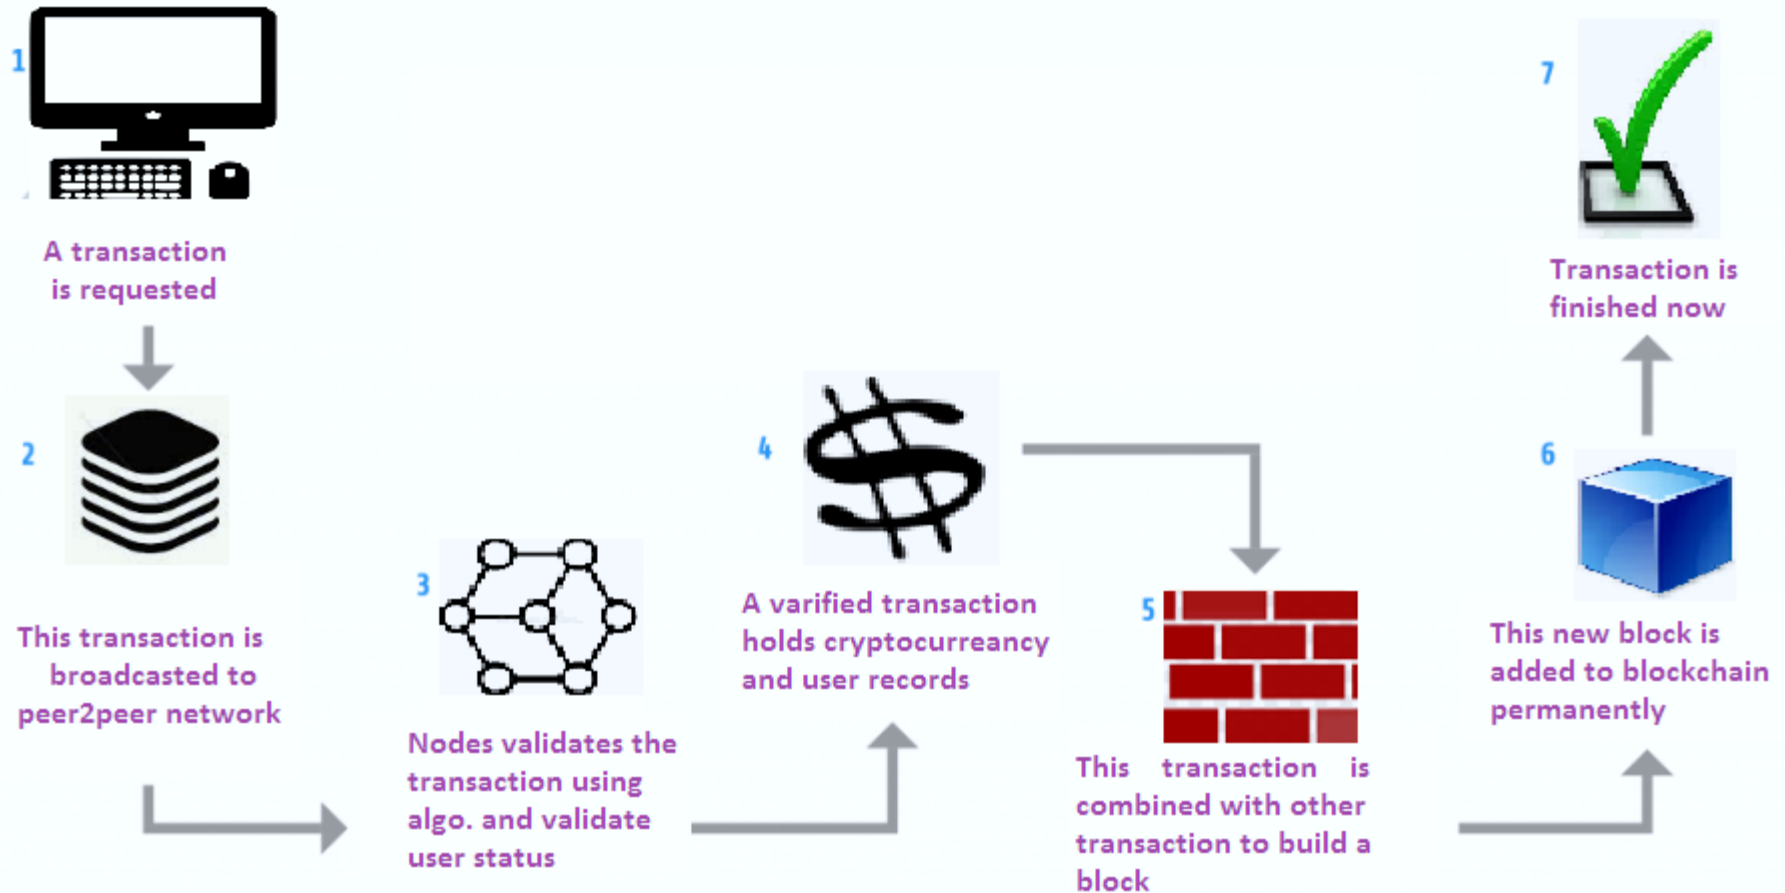 1
A transaction
is requested
2
This transaction is
broadcasted to
peer2peer network
3
Nodes validates the
transaction using
algo. and validate
user status
4
A varified transaction
holds cryptocurreancy
and user records
5
This transaction is
combined with other
transaction to build a
block
6
This new block is
added to blockchain
permanently
7
Transaction is
finished now